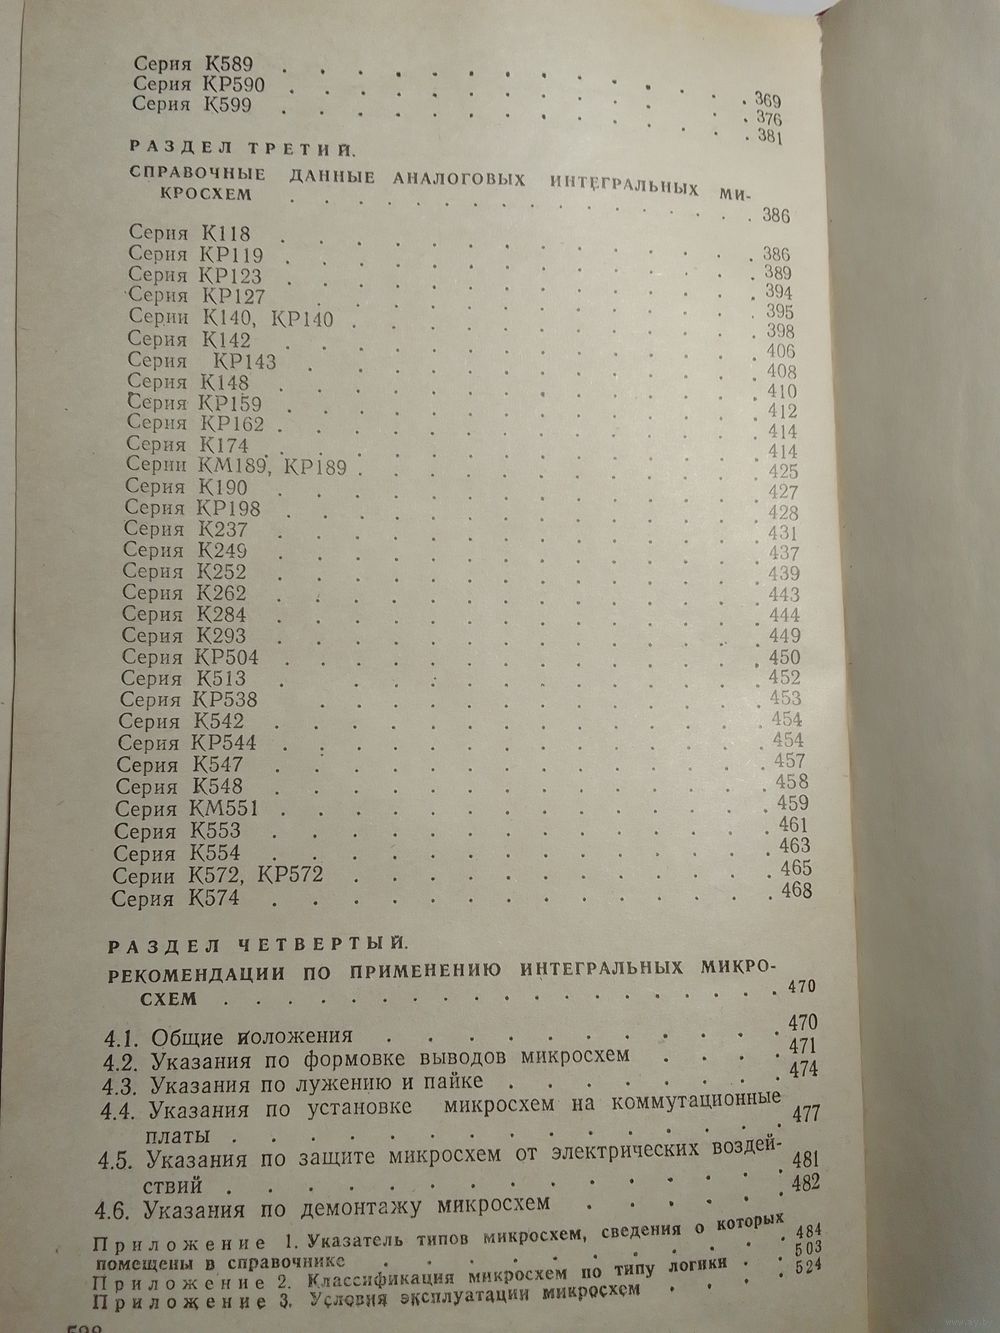 Серия К589 . . . . . . . . . . . . . 369
Серия КР590 . . . . . . . . . . . . . 376
Серия К599 . . . . . . . . . . . . . 381
РАЗДЕЛ ТРЕТИЙ.
СПРАВОЧНЫЕ ДАННЫЕ АНАЛОГОВЫХ ИНТЕГРАЛЬНЫХ МИ-
КРОСХЕМ . . . . . . . . . . . . . 386
Серия К118 . . . . . . . . . . . . . 386
Серия КР119 . . . . . . . . . . . . . 389
Серия КР123 . . . . . . . . . . . . . 394
Серия КР127 . . . . . . . . . . . . . 395
Серии К140, КР140 . . . . . . . . . . . . 398
Серия К142 . . . . . . . . . . . . . 406
Серия КР143 . . . . . . . . . . . . . 408
Серия К148 . . . . . . . . . . . . . 410
Серия КР159 . . . . . . . . . . . . . 412
Серия КР162 . . . . . . . . . . . . . 414
Серия К174 . . . . . . . . . . . . . 414
Серии КМ189, КР189 . . . . . . . . . . . . 425
Серия К190 . . . . . . . . . . . . . 427
Серия КР198 . . . . . . . . . . . . . 428
Серия К237 . . . . . . . . . . . . . 431
Серия К249 . . . . . . . . . . . . . 437
Серия К252 . . . . . . . . . . . . . 439
Серия К262 . . . . . . . . . . . . . 443
Серия К284 . . . . . . . . . . . . . 444
Серия К293 . . . . . . . . . . . . . 449
Серия КР504 . . . . . . . . . . . . . 450
Серия К513 . . . . . . . . . . . . . 452
Серия КР538 . . . . . . . . . . . . . 453
Серия К542 . . . . . . . . . . . . . 454
Серия КР544 . . . . . . . . . . . . . 454
Серия К547 . . . . . . . . . . . . . 457
Серия К548 . . . . . . . . . . . . . 458
Серия КМ551 . . . . . . . . . . . . . 459
Серия К553 . . . . . . . . . . . . . 461
Серия К554 . . . . . . . . . . . . . 463
Серии К572, КР572 . . . . . . . . . . . . 465
Серия К574 . . . . . . . . . . . . . 468
РАЗДЕЛ ЧЕТВЕРТЫЙ.
РЕКОМЕНДАЦИИ ПО ПРИМЕНЕНИЮ ИНТЕГРАЛЬНЫХ МИКРО-
СХЕМ . . . . . . . . . . . . . . . . 470
4.1. Общие положения . . . . . . . . . . . 470
4.2. Указания по формовке выводов микросхем . . . . 471
4.3. Указания по лужению и пайке . . . . . . . . 474
4.4. Указания по установке микросхем на коммутационные
платы . . . . . . . . . . . . . . . 477
4.5. Указания по защите микросхем от электрических воздей-
ствий . . . . . . . . . . . . . . . 481
4.6. Указания по демонтажу микросхем . . . . . . 482
Приложение 1. Указатель типов микросхем, сведения о которых
помещены в справочнике . . . . . . . . . . . 484
Приложение 2. Классификация микросхем по типу логики . . 503
Приложение 3. Условия эксплуатации микросхем . . . . 524
www.ay.by